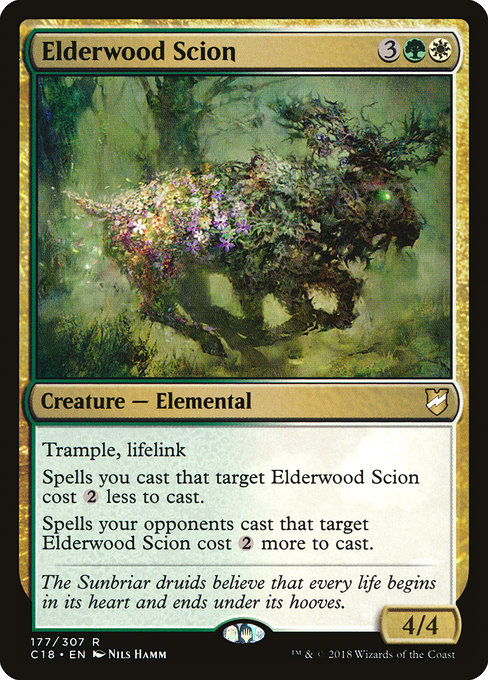 Elderwood Scion 3
Creature — Elemental
Trample, lifelink
Spells you cast that target Elderwood Scion
cost 2 less to cast.
Spells your opponents cast that target
Elderwood Scion cost 2 more to cast.
The Sunbriar druids believe that every life begins
in its heart and ends under its hooves.
4/4
177/307 R
C18 • EN Nils Hamm
™ & © 2018 Wizards of the Coast